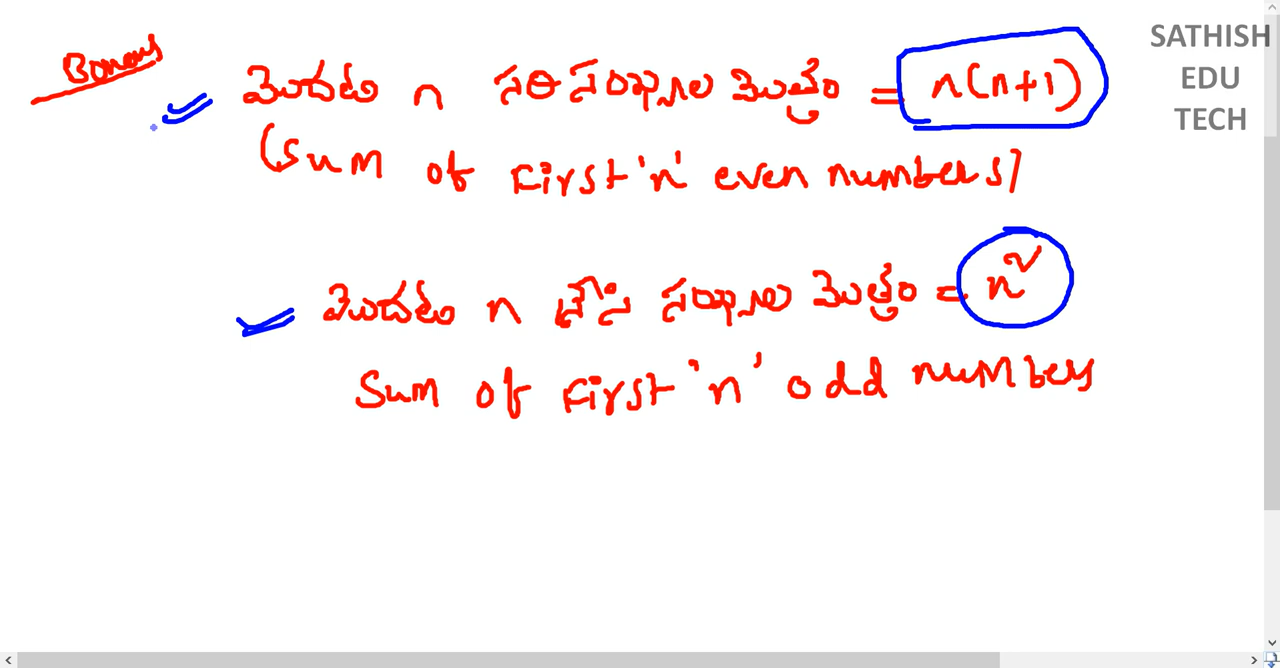 Bonous
మొదటి n సరి సంఖ్యల మొత్తం = n(n+1)
(Sum of first 'n' even numbers)
మొదటి n బేసి సంఖ్యల మొత్తం = n²
Sum of first 'n' odd numbers
SATHISH
EDU
TECH